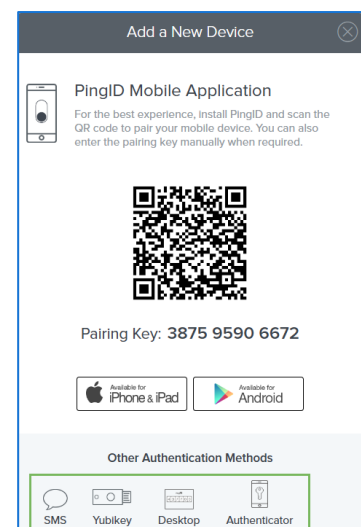 Add a New Device
PingID Mobile Application
For the best experience, install PingID and scan the
QR code to pair your mobile device. You can also
enter the pairing key manually when required.
Pairing Key: 3875 9590 6672
Available for
iPhone & iPad
Available for
Android
Other Authentication Methods
SMS Yubikey Desktop Authenticator